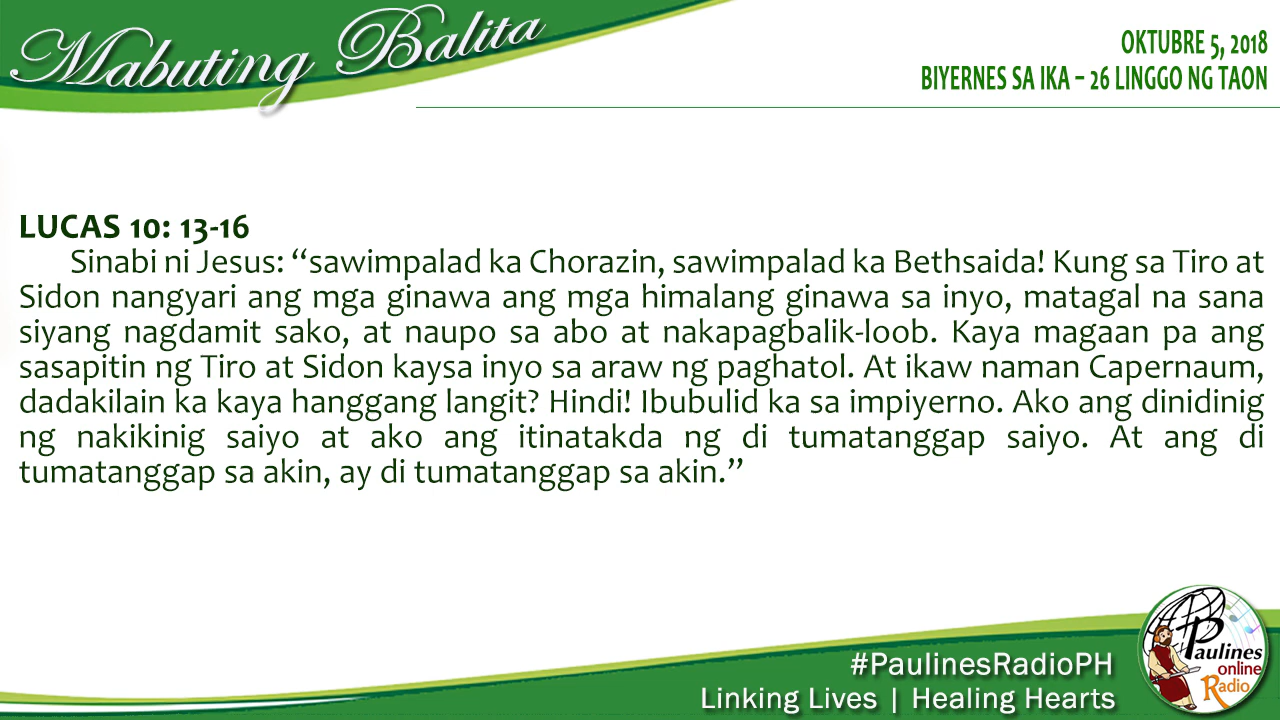 Mabuting Balita
OKTUBRE 5, 2018
BIYERNES SA IKA – 26 LINGGO NG TAON
LUCAS 10: 13-16
Sinabi ni Jesus: “sawimpalad ka Chorazin, sawimpalad ka Bethsaida! Kung sa Tiro at
Sidon nangyari ang mga ginawa ang mga himalang ginawa sa inyo, matagal na sana
siyang nagdamit sako, at naupo sa abo at nakapagbalik-loob. Kaya magaan pa ang
sasapitin ng Tiro at Sidon kaysa inyo sa araw ng paghatol. At ikaw naman Capernaum,
dadakilain ka kaya hanggang langit? Hindi! Ibubulid ka sa impiyerno. Ako ang dinidinig
ng nakikinig saiyo at ako ang itinatakda ng di tumatanggap saiyo. At ang di
tumatanggap sa akin, ay di tumatanggap sa akin.”
#PaulinesRadioPH
Linking Lives | Healing Hearts
Paulines
online
Radio